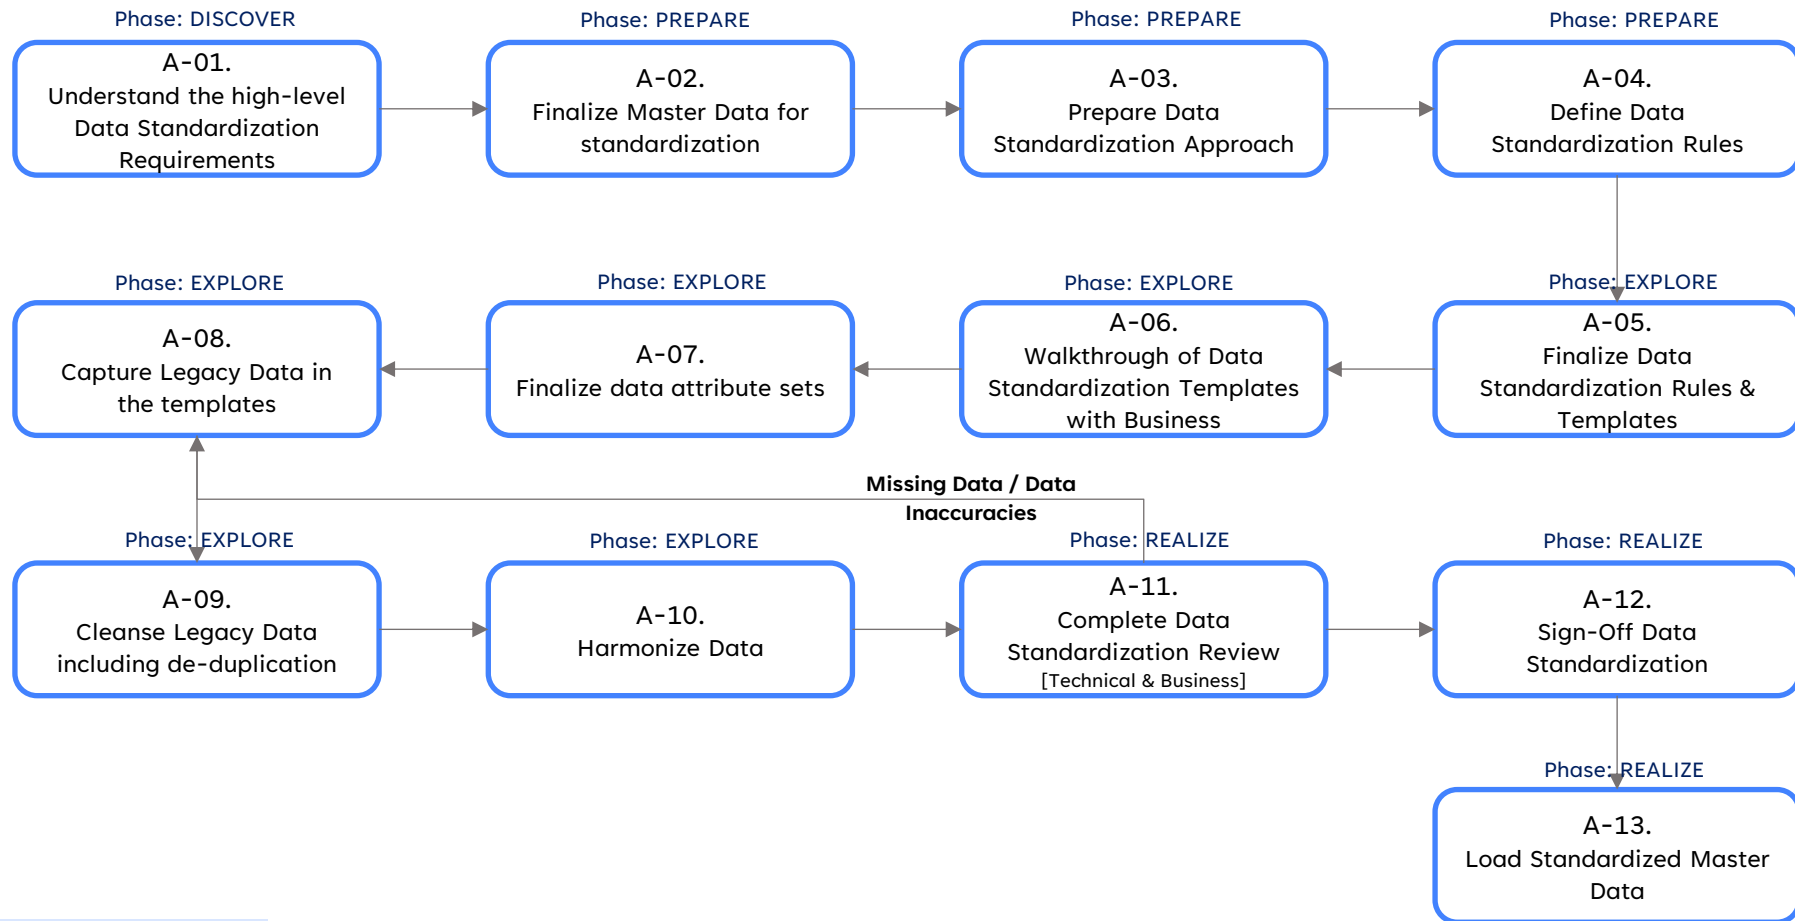 Phase: DISCOVER
A-01.
Understand the high-level
Data Standardization
Requirements
Phase: PREPARE
A-02.
Finalize Master Data for
standardization
Phase: PREPARE
A-03.
Prepare Data
Standardization Approach
Phase: PREPARE
A-04.
Define Data
Standardization Rules
Phase: EXPLORE
A-05.
Finalize Data
Standardization Rules &
Templates
Phase: EXPLORE
A-06.
Walkthrough of Data
Standardization Templates
with Business
Phase: EXPLORE
A-07.
Finalize data attribute sets
Phase: EXPLORE
A-08.
Capture Legacy Data in
the templates
Missing Data / Data
Inaccuracies
Phase: EXPLORE
A-09.
Cleanse Legacy Data
including de-duplication
Phase: EXPLORE
A-10.
Harmonize Data
Phase: REALIZE
A-11.
Complete Data
Standardization Review
[Technical & Business]
Phase: REALIZE
A-12.
Sign-Off Data
Standardization
Phase: REALIZE
A-13.
Load Standardized Master
Data